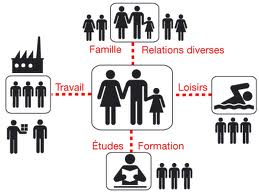 Famille Relations diverses
Travail Loisirs
Études Formation